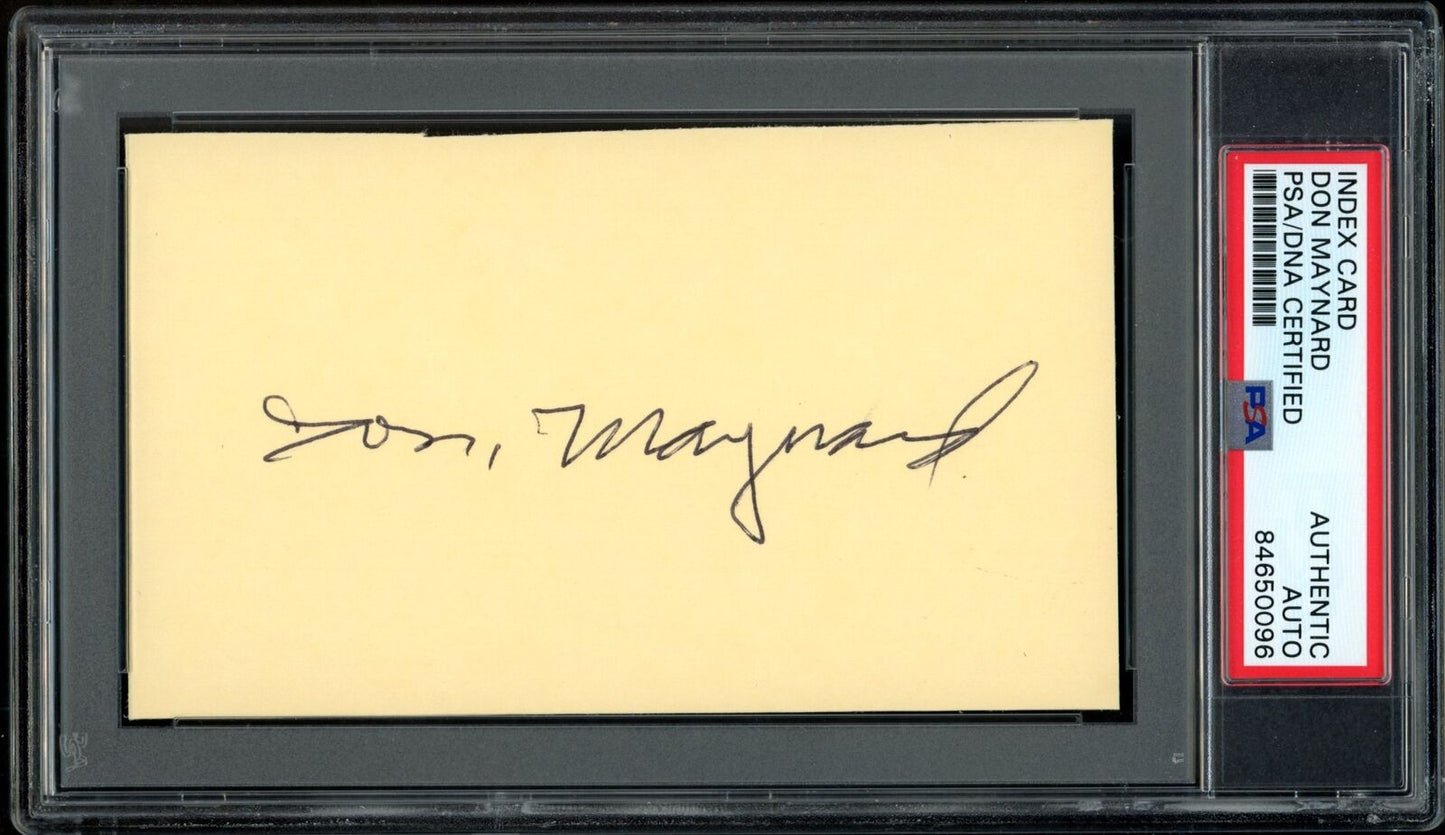 Don, Maynard
INDEX CARD
DON MAYNARD
PSA/DNA CERTIFIED
PSA
AUTHENTIC
AUTO
84650096